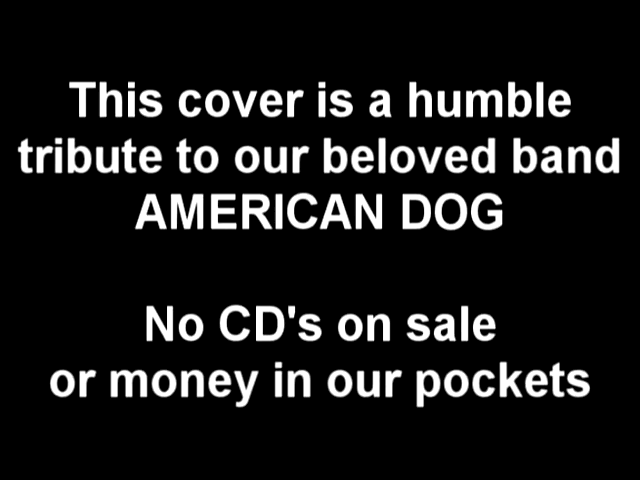 This cover is a humble
tribute to our beloved band
AMERICAN DOG
No CD's on sale
or money in our pockets